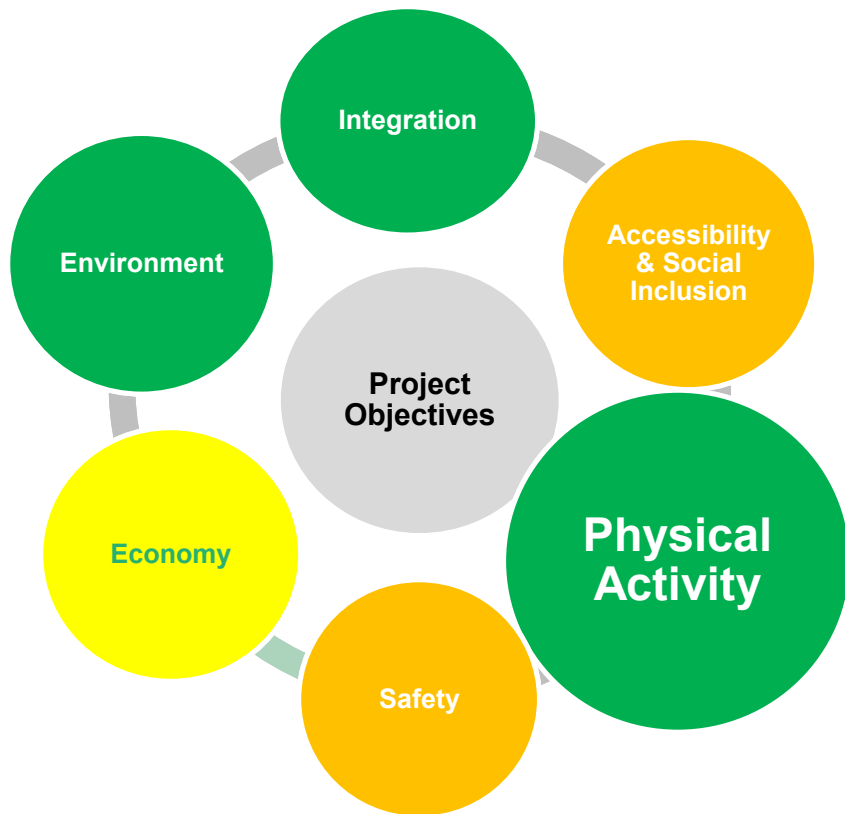 Integration
Accessibility
& Social
Inclusion
Environment
Project
Objectives
Physical
Activity
Economy
Safety